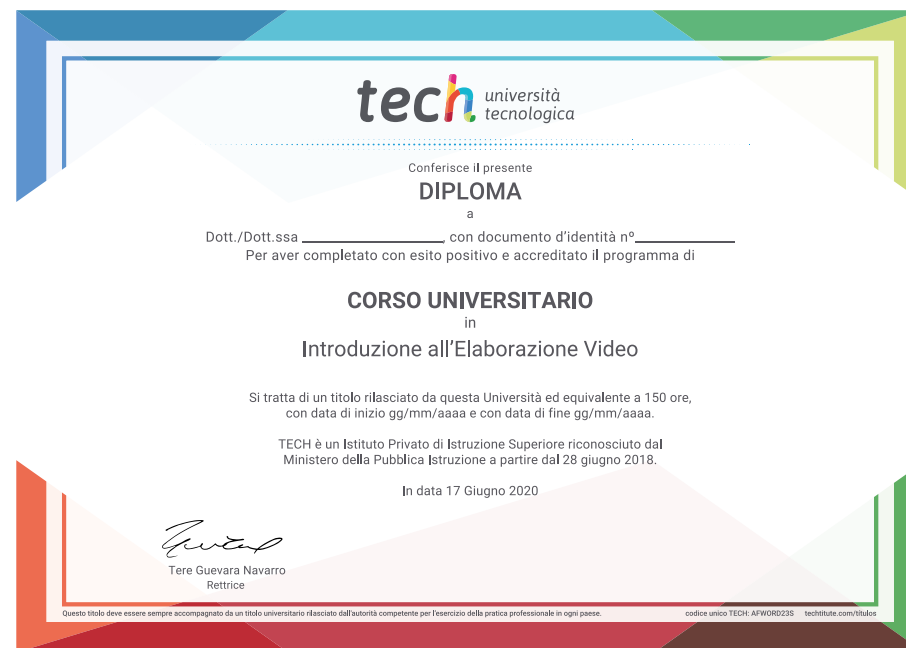 tech università
tecnologica
Conferisce il presente
DIPLOMA
a
Dott./Dott.ssa ____________________, con documento d'identità nº______________
Per aver completato con esito positivo e accreditato il programma di
CORSO UNIVERSITARIO
in
Introduzione all'Elaborazione Video
Si tratta di un titolo rilasciato da questa Università ed equivalente a 150 ore,
con data di inizio gg/mm/aaaa e con data di fine gg/mm/aaaa.
TECH è un Istituto Privato di Istruzione Superiore riconosciuto dal
Ministero della Pubblica Istruzione a partire dal 28 giugno 2018.
In data 17 Giugno 2020
Tere Guevara Navarro
Rettrice
Questo titolo deve essere sempre accompagnato da un titolo universitario rilasciato dall'autorità competente per l'esercizio della pratica professionale in ogni paese. codice unico TECH: AFWORD23S techtitute.com/titulos